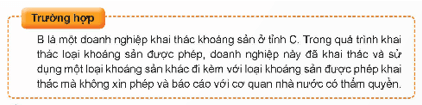 Trường hợp
B là một doanh nghiệp khai thác khoáng sản ở tỉnh C. Trong quá trình khai
thác loại khoáng sản được phép, doanh nghiệp này đã khai thác và sử
dụng một loại khoáng sản khác đi kèm với loại khoáng sản được phép khai
thác mà không xin phép và báo cáo với cơ quan nhà nước có thẩm quyền.